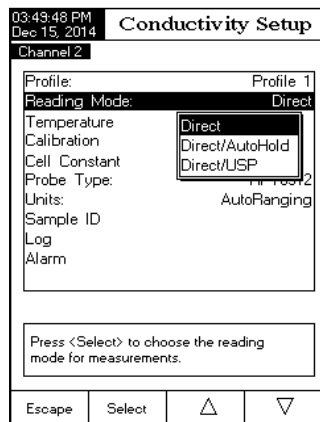 03:49:48 PM
Dec 15, 2014
Conductivity Setup
Channel 2
Profile: Profile 1
Reading Mode: Direct
Temperature
Direct
Calibration
Direct/AutoHold
Cell Constant
Direct/USP
Probe Type:
Units: AutoRanging
Sample ID
Log
Alarm
Press <Select> to choose the reading
mode for measurements.
Escape Select